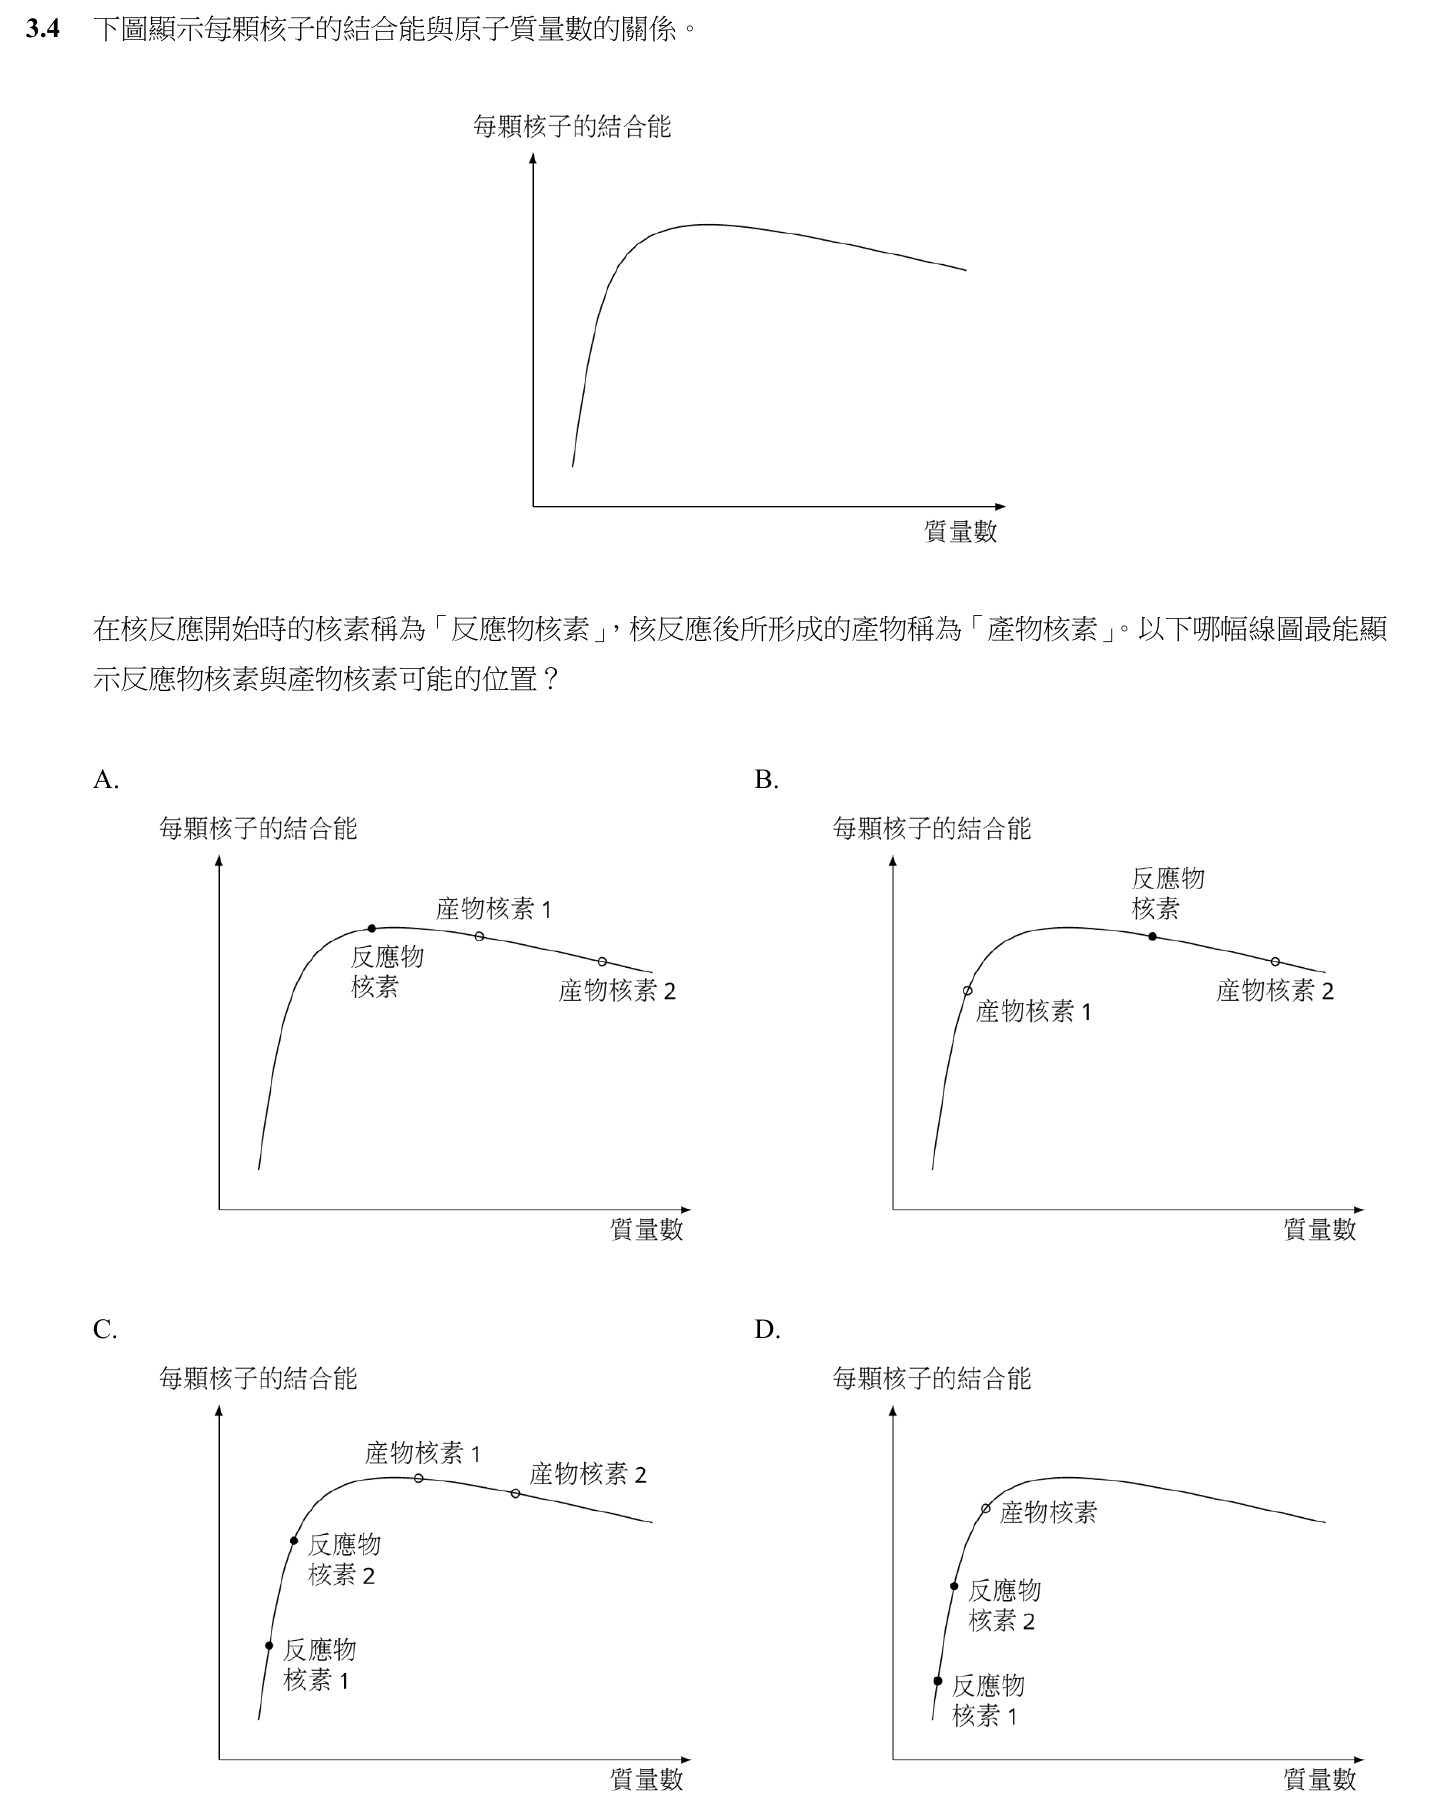 3.4 下圖顯示每顆核子的結合能與原子質量數的關係。
每顆核子的結合能
質量數
在核反應開始時的核素稱為「反應物核素」，核反應後所形成的產物稱為「產物核素」。以下哪幅線圖最能顯
示反應物核素與產物核素可能的位置？
A.
每顆核子的結合能
產物核素 1
反應物
核素
產物核素 2
質量數
B.
每顆核子的結合能
反應物
核素
產物核素 1
產物核素 2
質量數
C.
每顆核子的結合能
產物核素 1
產物核素 2
反應物
核素 2
反應物
核素 1
質量數
D.
每顆核子的結合能
產物核素
反應物
核素 2
反應物
核素 1
質量數